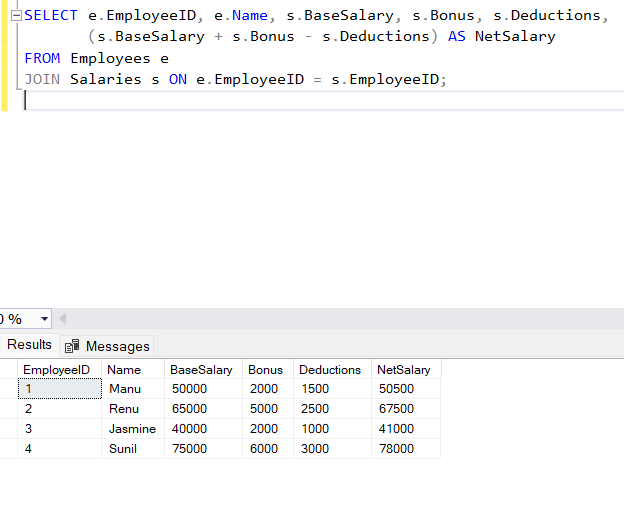 SELECT e.EmployeeID, e.Name, s.BaseSalary, s.Bonus, s.Deductions,
(s.BaseSalary + s.Bonus - s.Deductions) AS NetSalary
FROM Employees e
JOIN Salaries s ON e.EmployeeID = s.EmployeeID;
0 %
Results Messages
EmployeeID Name BaseSalary Bonus Deductions NetSalary
1 Manu 50000 2000 1500 50500
2 Renu 65000 5000 2500 67500
3 Jasmine 40000 2000 1000 41000
4 Sunil 75000 6000 3000 78000